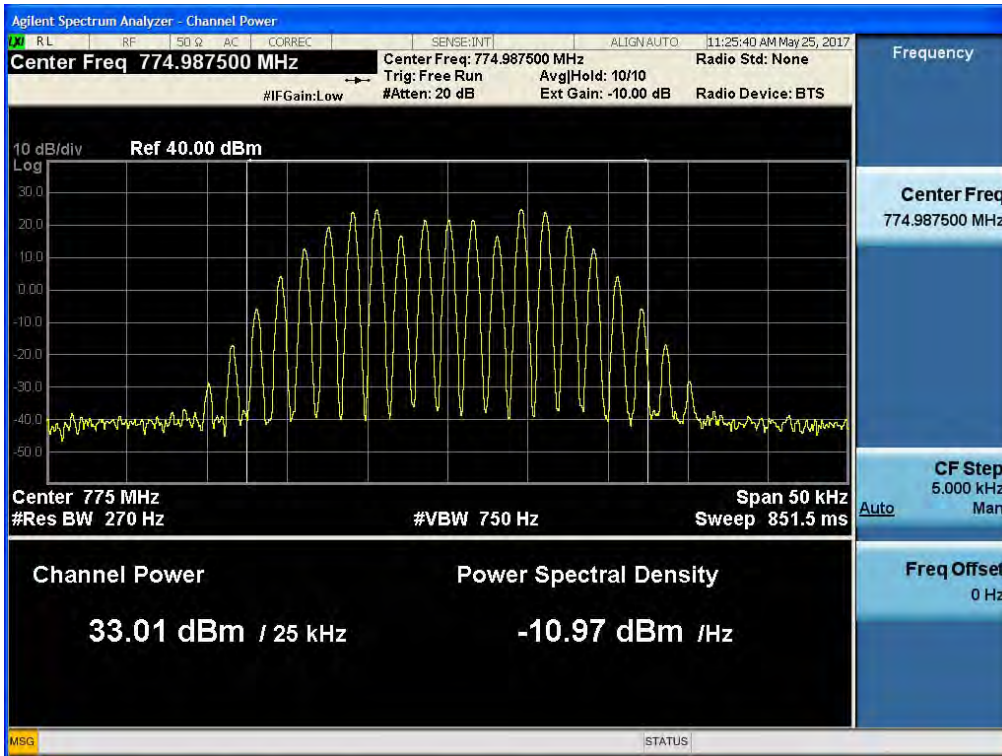 Agilent Spectrum Analyzer - Channel Power
LXI RL RF 50 Ω AC CORREC SENSE:INT ALIGNAUTO 11:25:40 AM May 25, 2017
Center Freq 774.987500 MHz
Center Freq: 774.987500 MHz
Radio Std: None
Trig: Free Run
Avg|Hold: 10/10
#IFGain:Low
#Atten: 20 dB
Ext Gain: -10.00 dB
Radio Device: BTS
10 dB/div
Ref 40.00 dBm
Log
30.0
20.0
10.0
0.00
-10.0
-20.0
-30.0
-40.0
-50.0
Center 775 MHz
Span 50 kHz
#Res BW 270 Hz
#VBW 750 Hz
Sweep 851.5 ms
Channel Power
Power Spectral Density
33.01 dBm / 25 kHz
-10.97 dBm /Hz
MSG
STATUS
Frequency
Center Freq
774.987500 MHz
CF Step
5.000 kHz
Auto Man
Freq Offset
0 Hz